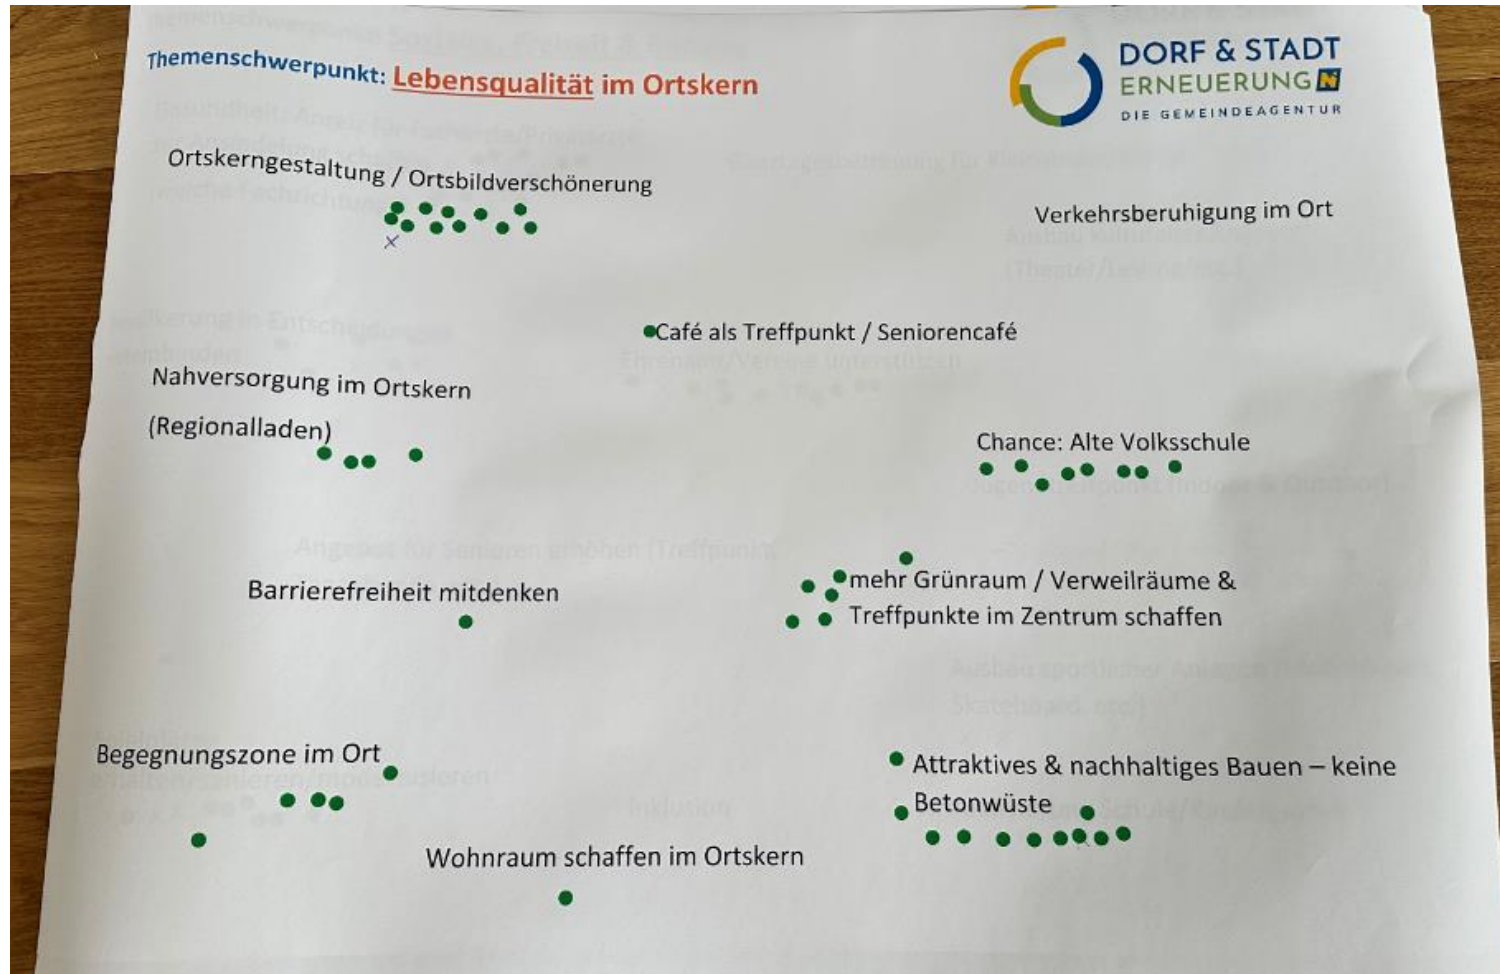 Themenschwerpunkt: Lebensqualität im Ortskern
DORF & STADT
ERNEUERUNG N
DIE GEMEINDEAGENTUR
Ortskerngestaltung / Ortsbildverschönerung
Verkehrsberuhigung im Ort
Café als Treffpunkt / Seniorencafé
Nahversorgung im Ortskern
(Regionalladen)
Chance: Alte Volksschule
Barrierefreiheit mitdenken
mehr Grünraum / Verweilräume &
Treffpunkte im Zentrum schaffen
Begegnungszone im Ort
Attraktives & nachhaltiges Bauen – keine
Betonwüste
Wohnraum schaffen im Ortskern